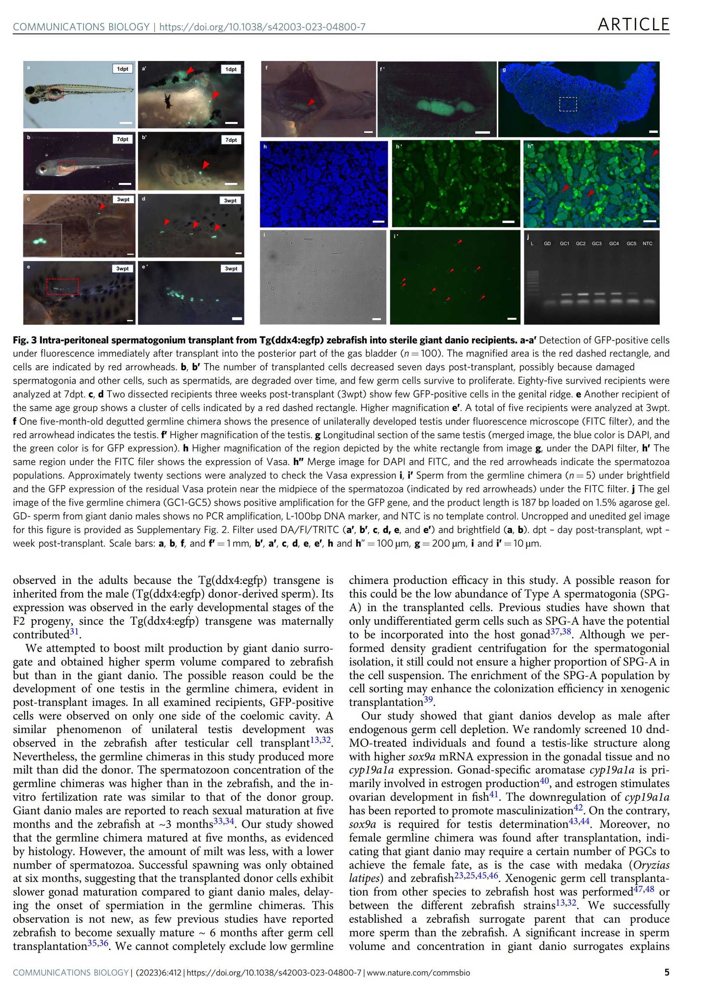 COMMUNICATIONS BIOLOGY | https://doi.org/10.1038/s42003-023-04800-7
ARTICLE
a
1dpt
a'
1dpt
f
f'
g
b
7dpt
b'
7dpt
h
h'
h"
c
3wpt
d
3wpt
i
i'
j
L GD GC1 GC2 GC3 GC4 GC5 NTC
e
3wpt
e'
3wpt
Fig. 3 Intra-peritoneal spermatogonium transplant from Tg(ddx4:egfp) zebrafish into sterile giant danio recipients. a-a′ Detection of GFP-positive cells
under fluorescence immediately after transplant into the posterior part of the gas bladder (n = 100). The magnified area is the red dashed rectangle, and
cells are indicated by red arrowheads. b, b′ The number of transplanted cells decreased seven days post-transplant, possibly because damaged
spermatogonia and other cells, such as spermatids, are degraded over time, and few germ cells survive to proliferate. Eighty-five survived recipients were
analyzed at 7dpt. c, d Two dissected recipients three weeks post-transplant (3wpt) show few GFP-positive cells in the genital ridge. e Another recipient of
the same age group shows a cluster of cells indicated by a red dashed rectangle. Higher magnification e′. A total of five recipients were analyzed at 3wpt.
f One five-month-old degutted germline chimera shows the presence of unilaterally developed testis under fluorescence microscope (FITC filter), and the
red arrowhead indicates the testis. f′ Higher magnification of the testis. g Longitudinal section of the same testis (merged image, the blue color is DAPI, and
the green color is for GFP expression). h Higher magnification of the region depicted by the white rectangle from image g, under the DAPI filter, h′ The
same region under the FITC filer shows the expression of Vasa. h″ Merge image for DAPI and FITC, and the red arrowheads indicate the spermatozoa
populations. Approximately twenty sections were analyzed to check the Vasa expression i, i′ Sperm from the germline chimera (n = 5) under brightfield
and the GFP expression of the residual Vasa protein near the midpiece of the spermatozoa (indicated by red arrowheads) under the FITC filter. j The gel
image of the five germline chimera (GC1-GC5) shows positive amplification for the GFP gene, and the product length is 187 bp loaded on 1.5% agarose gel.
GD- sperm from giant danio males shows no PCR amplification, L-100bp DNA marker, and NTC is no template control. Uncropped and unedited gel image
for this figure is provided as Supplementary Fig. 2. Filter used DA/FI/TRITC (a′, b′, c, d, e, and e′) and brightfield (a, b). dpt – day post-transplant, wpt –
week post-transplant. Scale bars: a, b, f, and f′ = 1 mm, b′, a′, c, d, e, e′, h and h″ = 100 μm, g = 200 μm, i and i′ = 10 μm.
observed in the adults because the Tg(ddx4:egfp) transgene is
inherited from the male (Tg(ddx4:egfp) donor-derived sperm). Its
expression was observed in the early developmental stages of the
F2 progeny, since the Tg(ddx4:egfp) transgene was maternally
contributed31.
We attempted to boost milt production by giant danio surro-
gate and obtained higher sperm volume compared to zebrafish
but than in the giant danio. The possible reason could be the
development of one testis in the germline chimera, evident in
post-transplant images. In all examined recipients, GFP-positive
cells were observed on only one side of the coelomic cavity. A
similar phenomenon of unilateral testis development was
observed in the zebrafish after testicular cell transplant13,32.
Nevertheless, the germline chimeras in this study produced more
milt than did the donor. The spermatozoon concentration of the
germline chimeras was higher than in the zebrafish, and the in-
vitro fertilization rate was similar to that of the donor group.
Giant danio males are reported to reach sexual maturation at five
months and the zebrafish at ~3 months33,34. Our study showed
that the germline chimera matured at five months, as evidenced
by histology. However, the amount of milt was less, with a lower
number of spermatozoa. Successful spawning was only obtained
at six months, suggesting that the transplanted donor cells exhibit
slower gonad maturation compared to giant danio males, delay-
ing the onset of spermiation in the germline chimeras. This
observation is not new, as few previous studies have reported
zebrafish to become sexually mature ~ 6 months after germ cell
transplantation35,36. We cannot completely exclude low germline
chimera production efficacy in this study. A possible reason for
this could be the low abundance of Type A spermatogonia (SPG-
A) in the transplanted cells. Previous studies have shown that
only undifferentiated germ cells such as SPG-A have the potential
to be incorporated into the host gonad37,38. Although we per-
formed density gradient centrifugation for the spermatogonial
isolation, it still could not ensure a higher proportion of SPG-A in
the cell suspension. The enrichment of the SPG-A population by
cell sorting may enhance the colonization efficiency in xenogenic
transplantation39.
Our study showed that giant danios develop as male after
endogenous germ cell depletion. We randomly screened 10 dnd-
MO-treated individuals and found a testis-like structure along
with higher sox9a mRNA expression in the gonadal tissue and no
cyp19a1a expression. Gonad-specific aromatase cyp19a1a is pri-
marily involved in estrogen production40, and estrogen stimulates
ovarian development in fish41. The downregulation of cyp19a1a
has been reported to promote masculinization42. On the contrary,
sox9a is required for testis determination43,44. Moreover, no
female germline chimera was found after transplantation, indi-
cating that giant danio may require a certain number of PGCs to
achieve the female fate, as is the case with medaka (Oryzias
latipes) and zebrafish23,25,45,46. Xenogenic germ cell transplanta-
tion from other species to zebrafish host was performed47,48 or
between the different zebrafish strains13,32. We successfully
established a zebrafish surrogate parent that can produce
more sperm than the zebrafish. A significant increase in sperm
volume and concentration in giant danio surrogates explains
COMMUNICATIONS BIOLOGY | (2023)6:412 | https://doi.org/10.1038/s42003-023-04800-7 | www.nature.com/commsbio
5